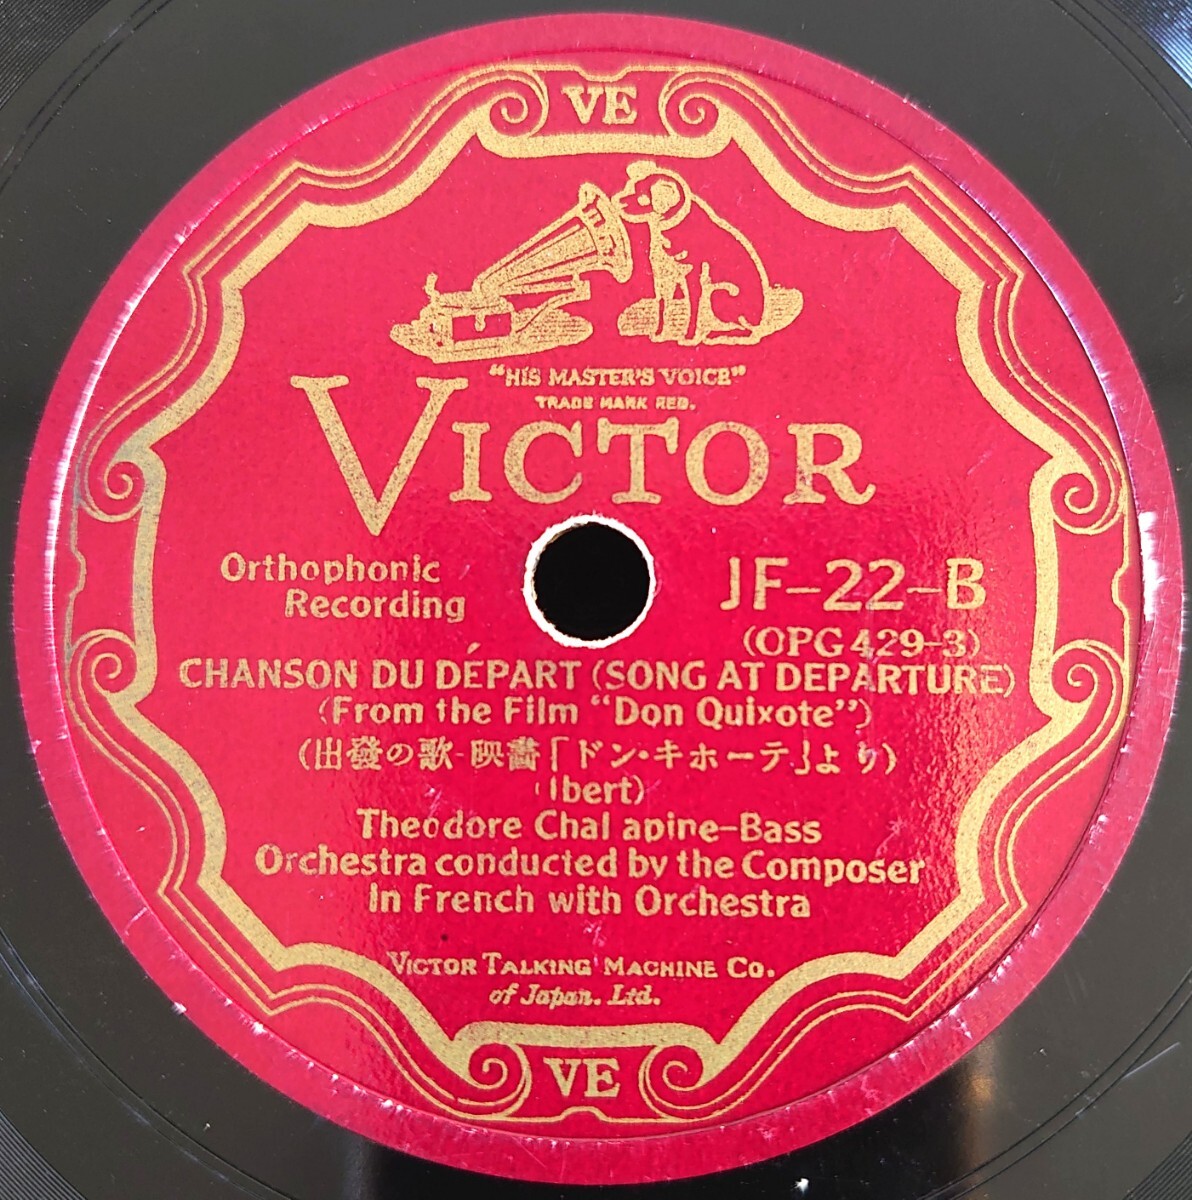 VE
"HIS MASTER'S VOICE"
TRADE MARK REG.
VICTOR
Orthophonic
Recording
JF-22-B
(OPG 429-3)
CHANSON DU DÉPART (SONG AT DEPARTURE)
(From the Film "Don Quixote")
(出發の歌-映畵「ドン・キホーテ」より)
(Ibert)
Theodore Chal apine-Bass
Orchestra conducted by the Composer
In French with Orchestra
VICTOR TALKING MACHINE CO.
of Japan. Ltd.
VE